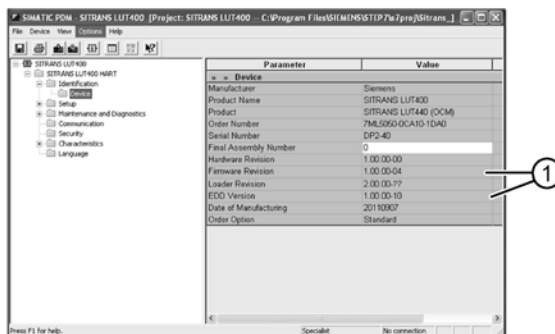 SIMATIC PDM - SITRANS LUT400 [Project: SITRANS LUT400 -- C:\Program Files\SIEMENS\STEP7\s7proj\Sitrans_]
File Device View Options Help
SITRANS LUT400
SITRANS LUT400 HART
Identification
Device
Setup
Maintenance and Diagnostics
Communication
Security
Characteristics
Language
Parameter Value
» » Device
Manufacturer Siemens
Product Name SITRANS LUT400
Product SITRANS LUT440 (OCM)
Order Number 7ML5050-0CA10-1DA0
Serial Number DP2-40
Final Assembly Number 0
Hardware Revision 1.00.00-00
Firmware Revision 1.00.00-04
Loader Revision 2.00.00-??
EDD Version 1.00.00-10
Date of Manufacturing 20110907
Order Option Standard
1
Press F1 for help. Specialist No connection